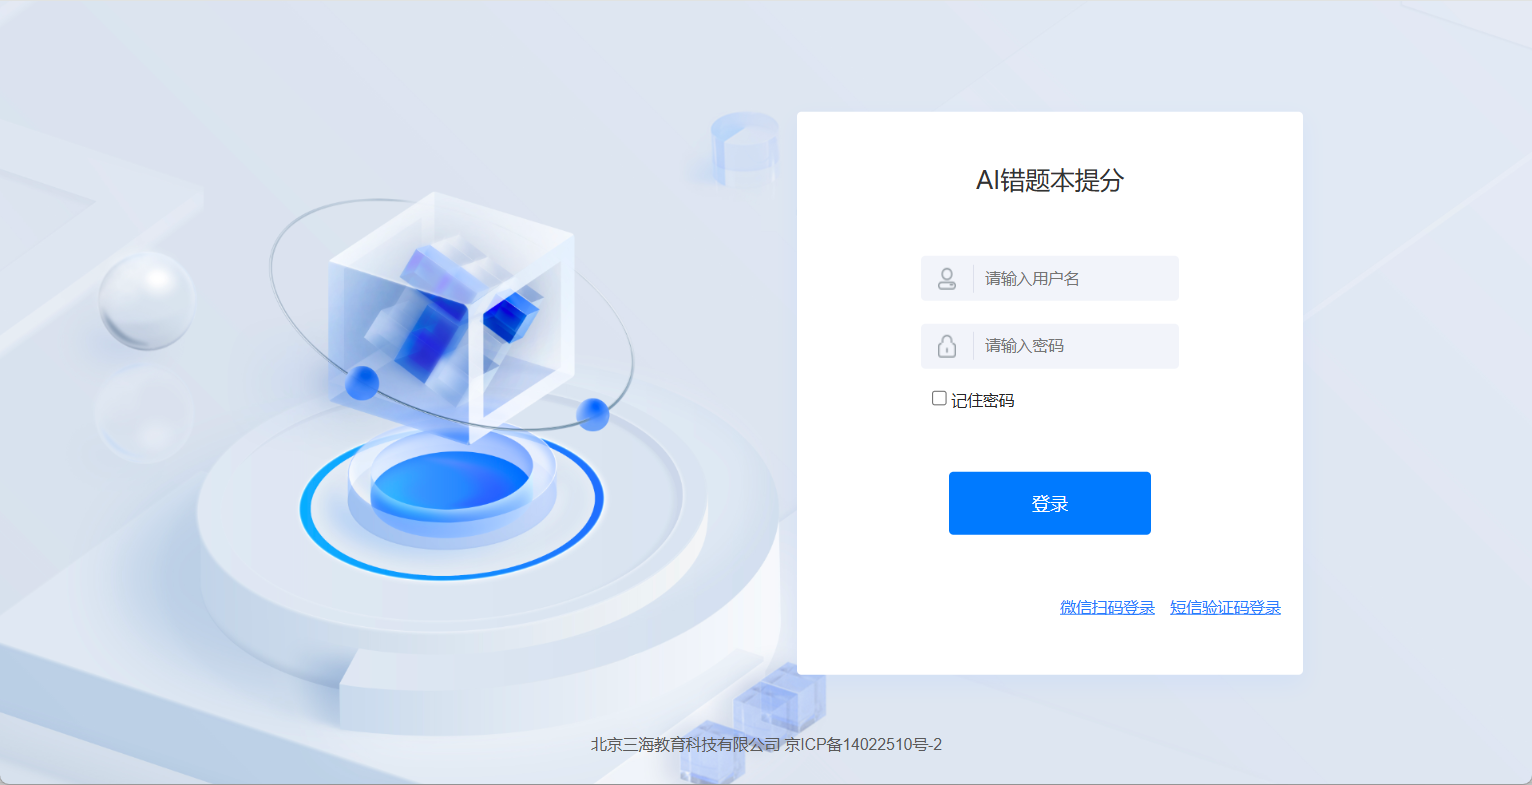 AI错题本提分
请输入用户名
请输入密码
记住密码
登录
微信扫码登录 短信验证码登录
北京三海教育科技有限公司 京ICP备14022510号-2